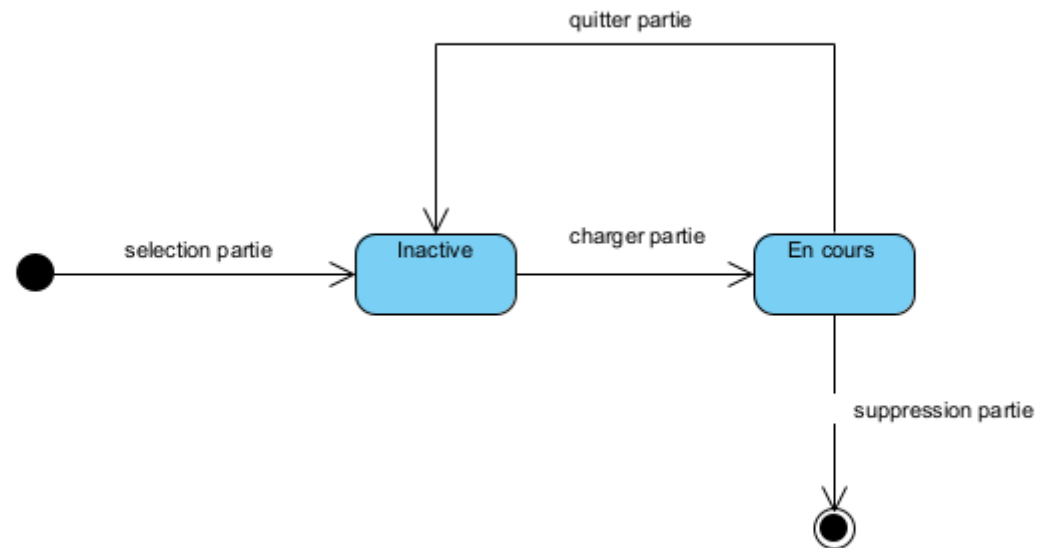 quitter partie
selection partie
Inactive
charger partie
En cours
suppression partie